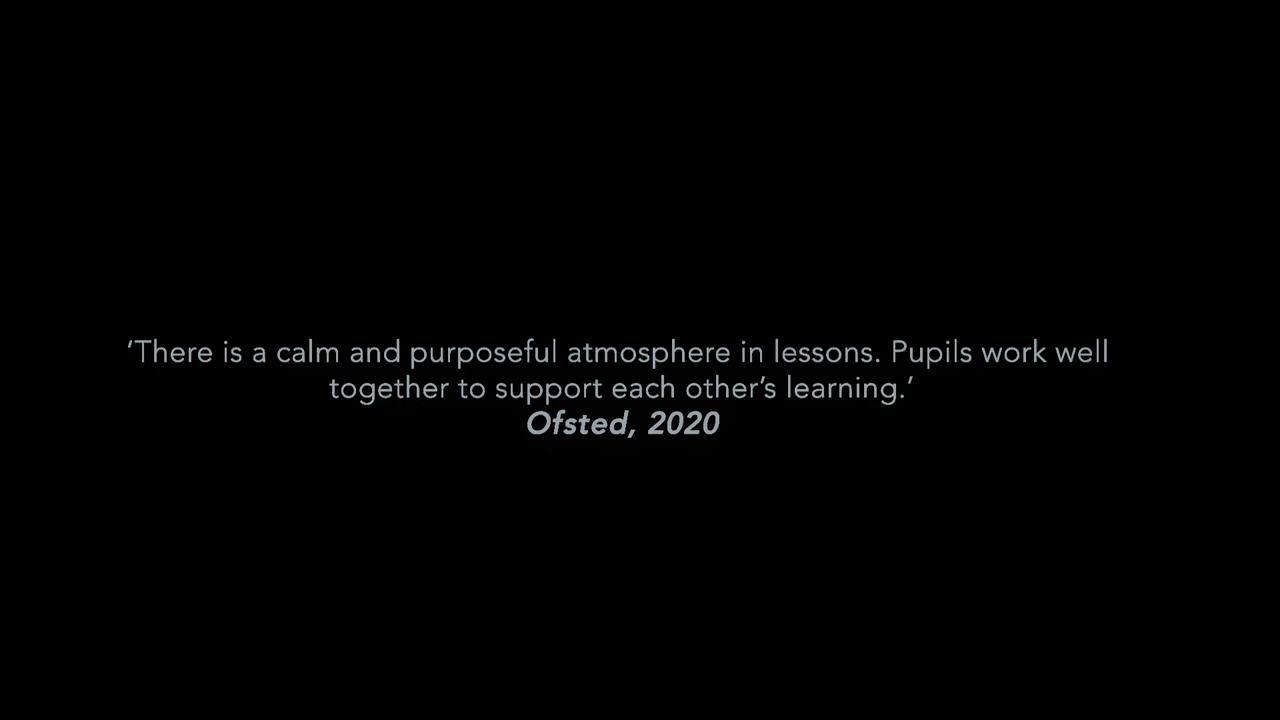 ‘There is a calm and purposeful atmosphere in lessons. Pupils work well
together to support each other’s learning.’
Ofsted, 2020